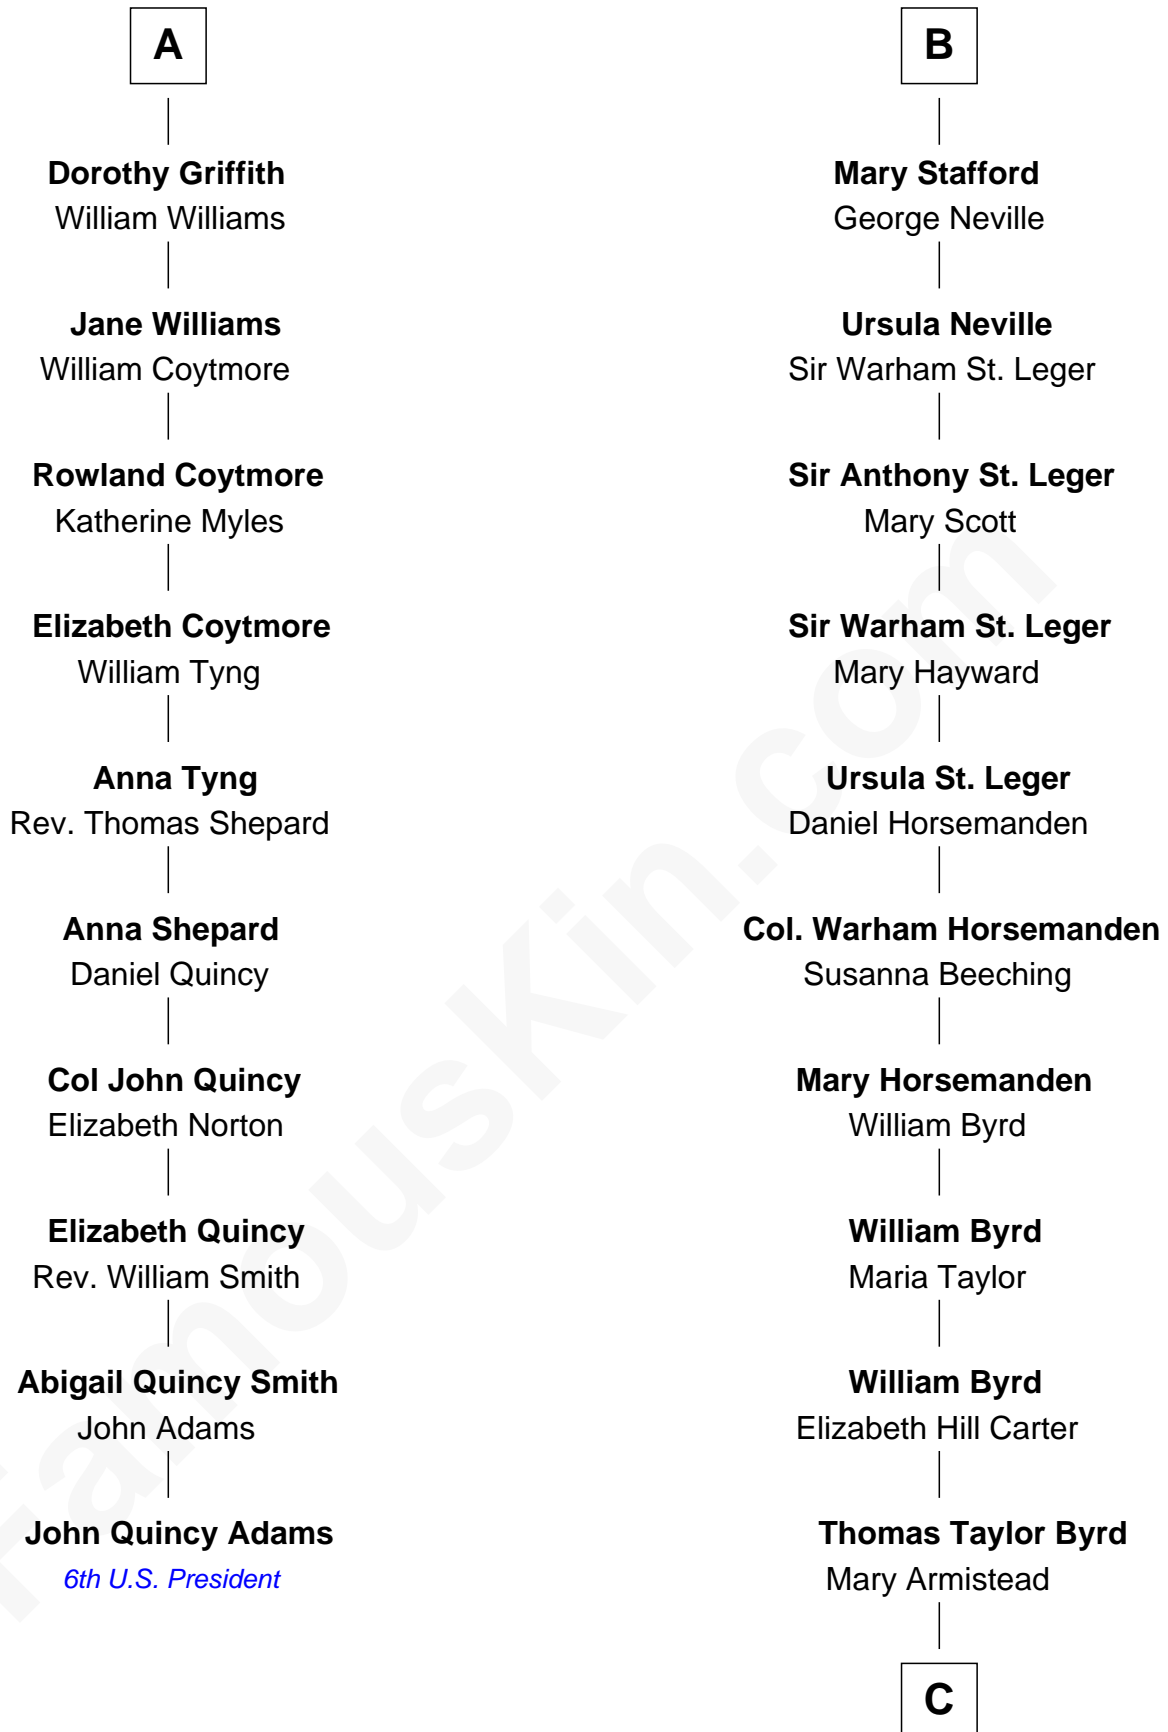 A
Dorothy Griffith
William Williams
Jane Williams
William Coytmore
Rowland Coytmore
Katherine Myles
Elizabeth Coytmore
William Tyng
Anna Tyng
Rev. Thomas Shepard
Anna Shepard
Daniel Quincy
Col John Quincy
Elizabeth Norton
Elizabeth Quincy
Rev. William Smith
Abigail Quincy Smith
John Adams
John Quincy Adams
6th U.S. President
B
Mary Stafford
George Neville
Ursula Neville
Sir Warham St. Leger
Sir Anthony St. Leger
Mary Scott
Sir Warham St. Leger
Mary Hayward
Ursula St. Leger
Daniel Horsemanden
Col. Warham Horsemanden
Susanna Beeching
Mary Horsemanden
William Byrd
William Byrd
Maria Taylor
William Byrd
Elizabeth Hill Carter
Thomas Taylor Byrd
Mary Armistead
C
FamousKin.com